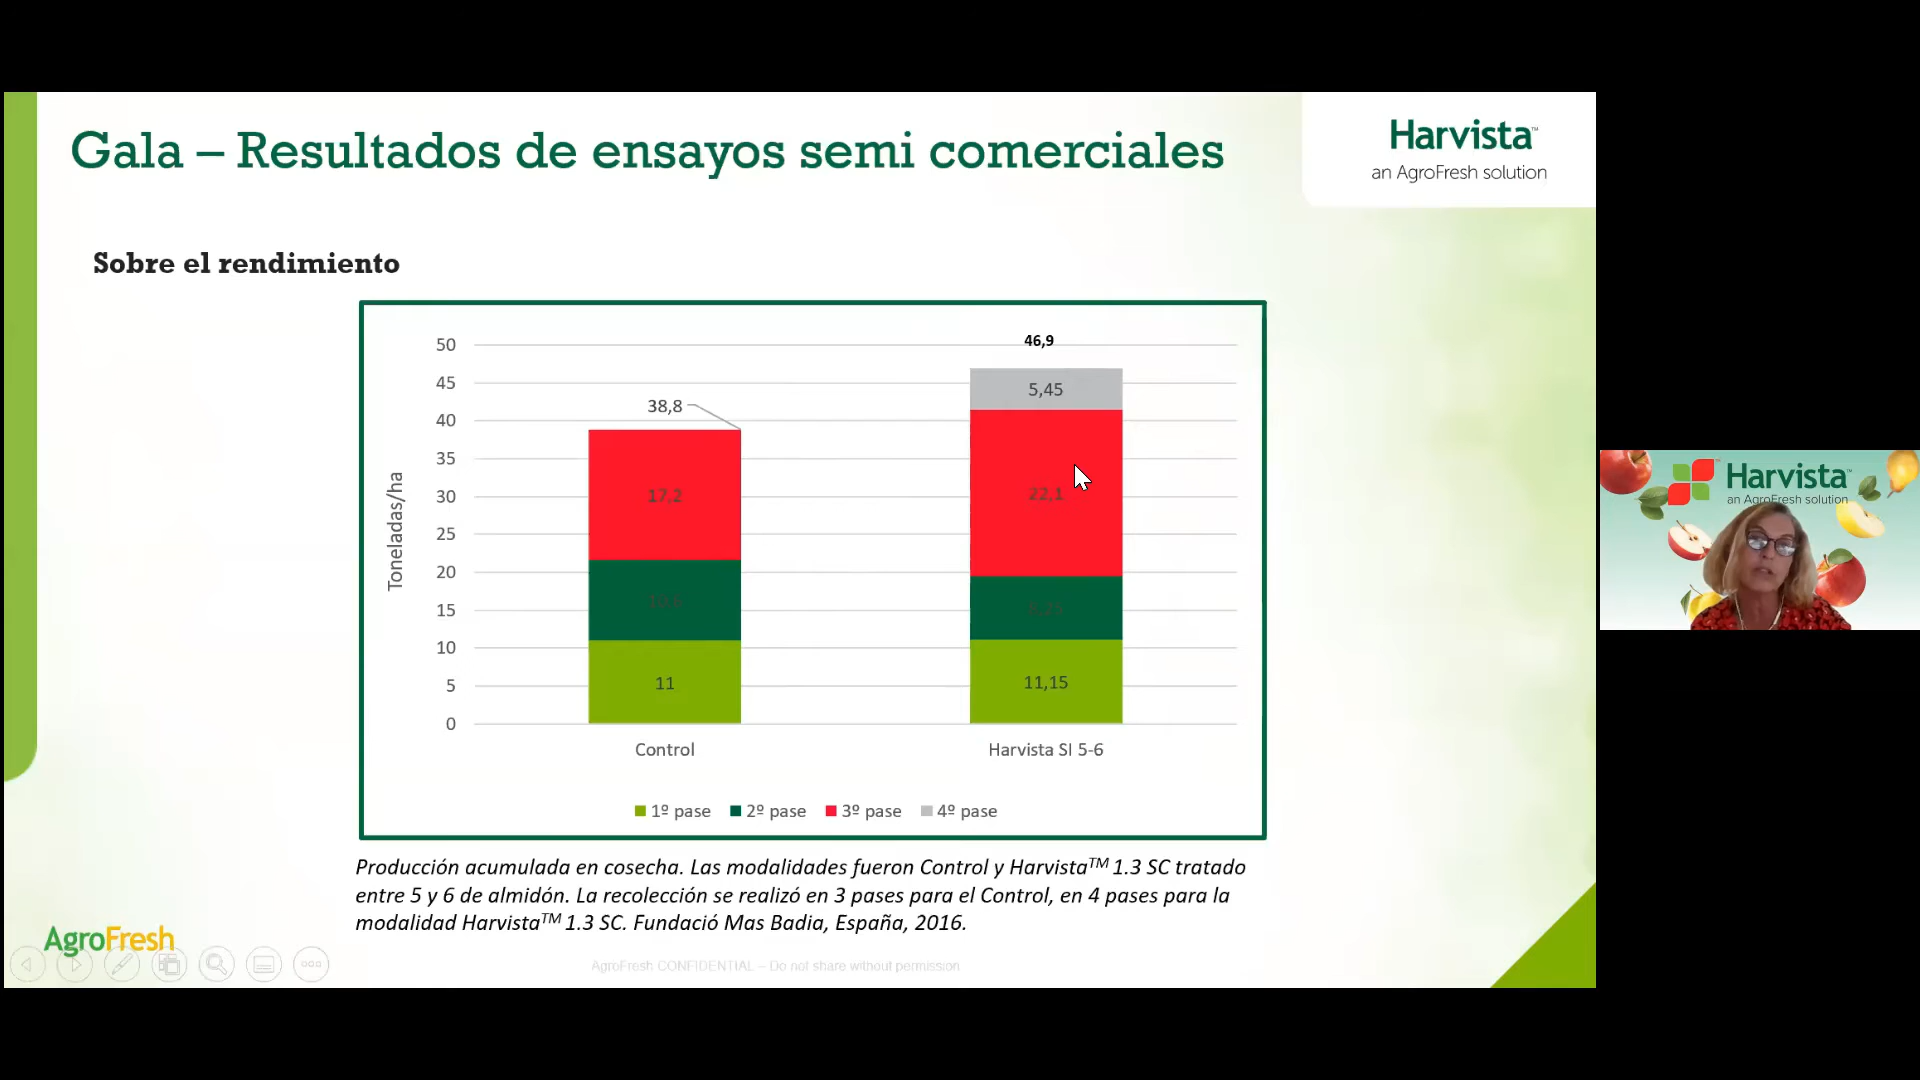 Gala – Resultados de ensayos semi comerciales
Harvista™
an AgroFresh solution
Sobre el rendimiento
Toneladas/ha
50
45
40
35
30
25
20
15
10
5
0
38,8
17,2
10,6
11
46,9
5,45
22,1
8,25
11,15
Control
Harvista SI 5-6
1º pase
2º pase
3º pase
4º pase
Producción acumulada en cosecha. Las modalidades fueron Control y Harvista™ 1.3 SC tratado
entre 5 y 6 de almidón. La recolección se realizó en 3 pases para el Control, en 4 pases para la
modalidad Harvista™ 1.3 SC. Fundació Mas Badia, España, 2016.
AgroFresh
AgroFresh CONFIDENTIAL – Do not share without permission
Harvista™
an AgroFresh solution